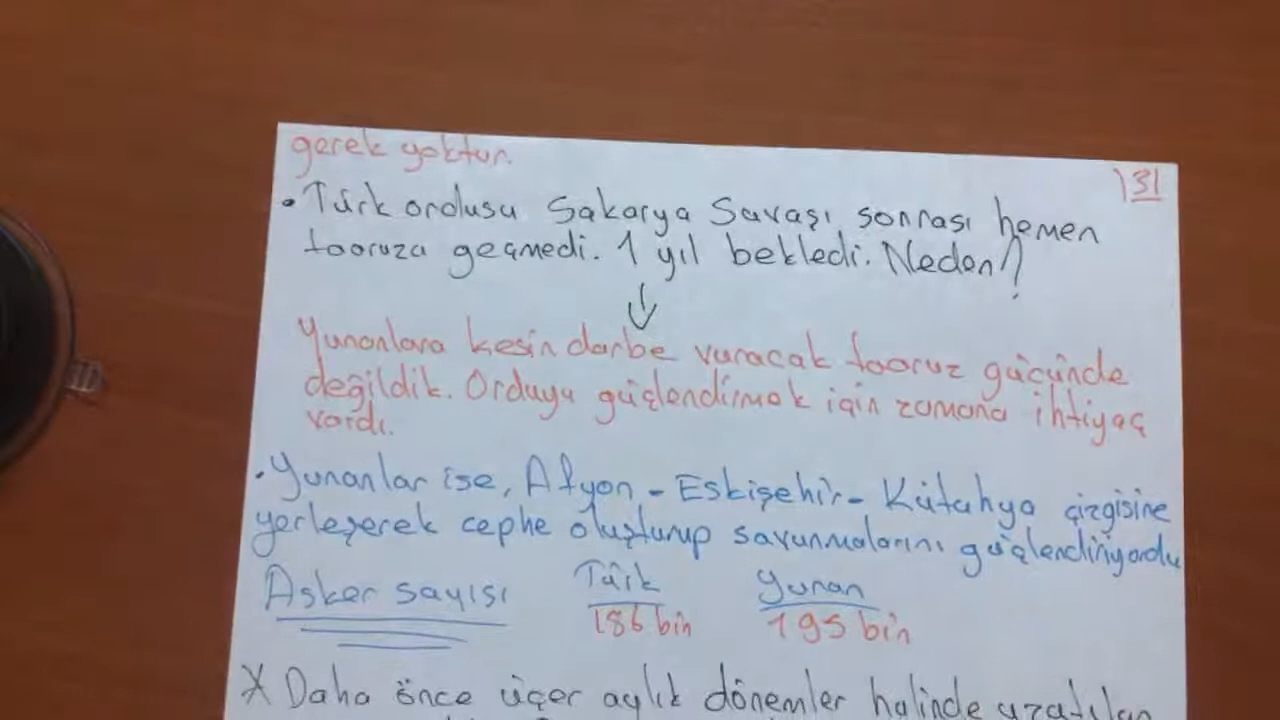 gerek yoktur.
131
• Türk ordusu Sakarya Savaşı sonrası hemen
taaruza geçmedi. 1 yıl bekledi. Neden?
↓
Yunanlara kesin darbe vuracak taaruz gücünde
değildik. Orduyu güçlendirmek için zamana ihtiyaç
vardı.
• Yunanlar ise, Afyon - Eskişehir - Kütahya çizgisine
yerleşerek cephe oluşturup savunmalarını güçlendiriyordu
Asker sayısı Türk Yunan
186 bin 195 bin
X Daha önce üçer aylık dönemler halinde uzatılan